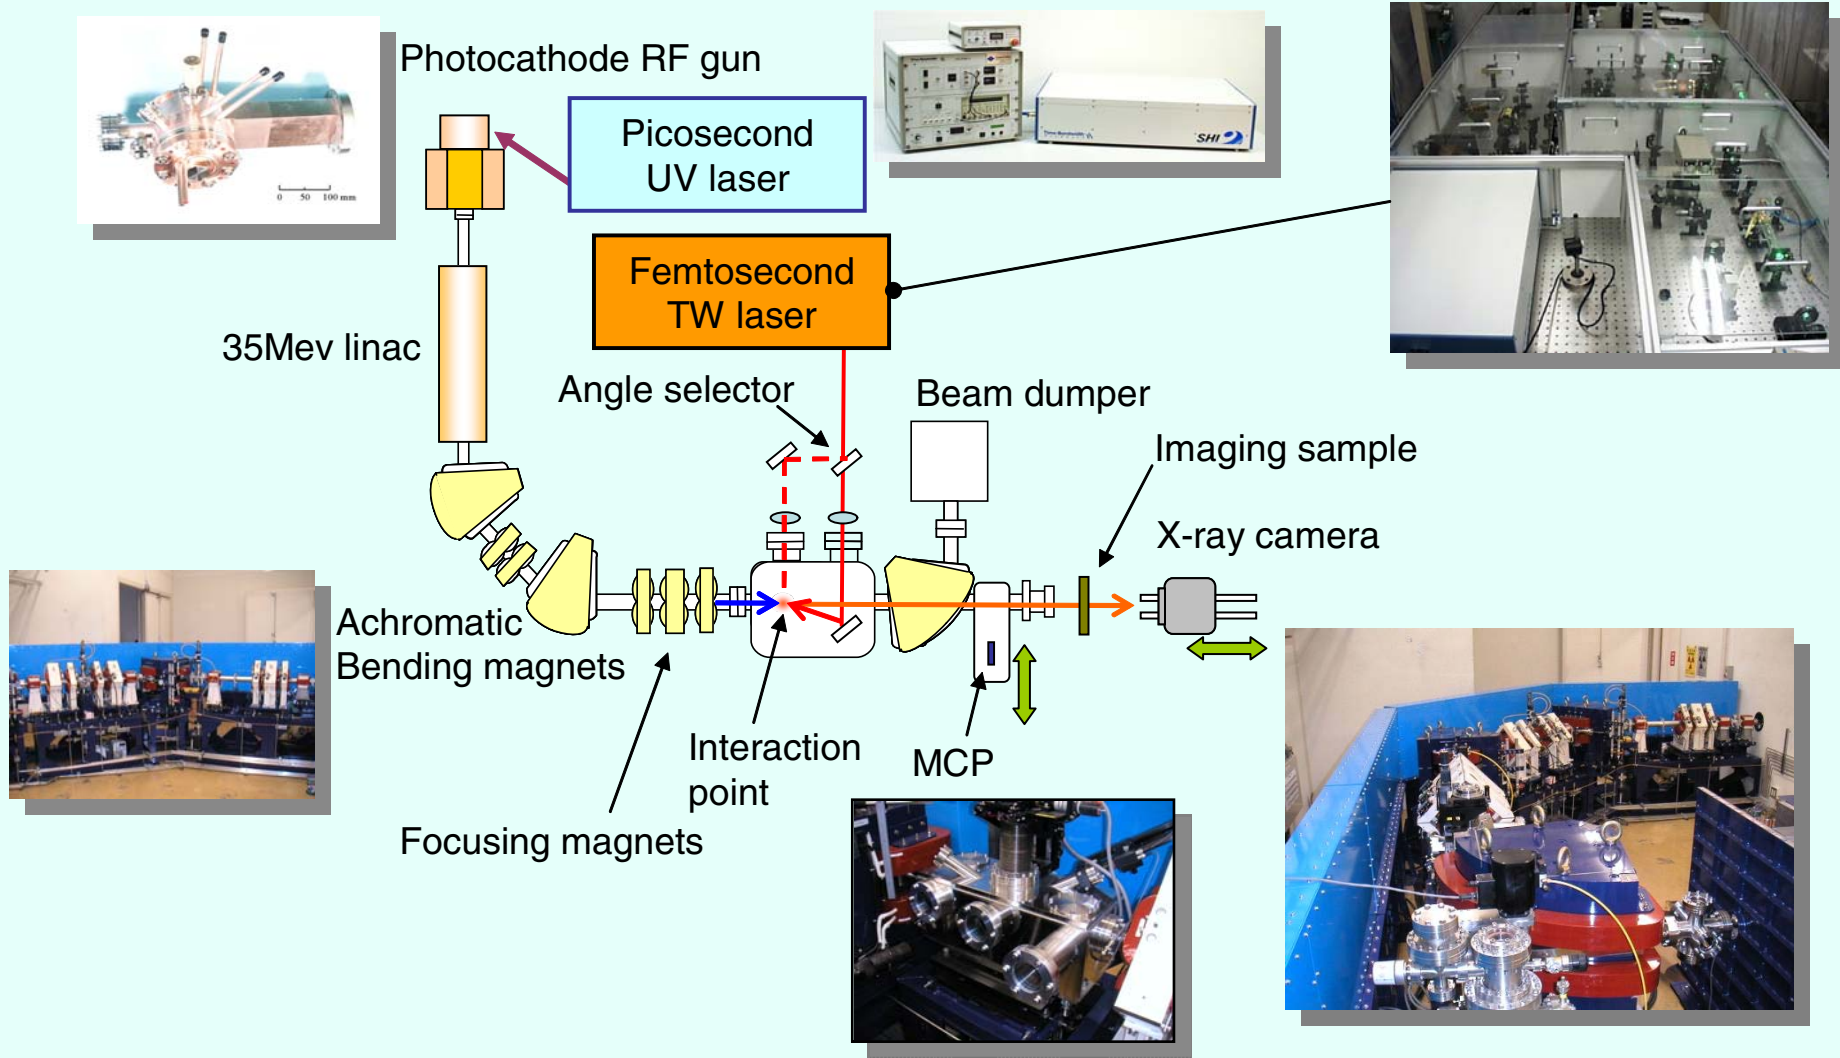 Photocathode RF gun
0 50 100 mm
Picosecond
UV laser
SHI
Femtosecond
TW laser
35Mev linac
Angle selector
Beam dumper
Imaging sample
X-ray camera
Achromatic
Bending magnets
Interaction
point
MCP
Focusing magnets